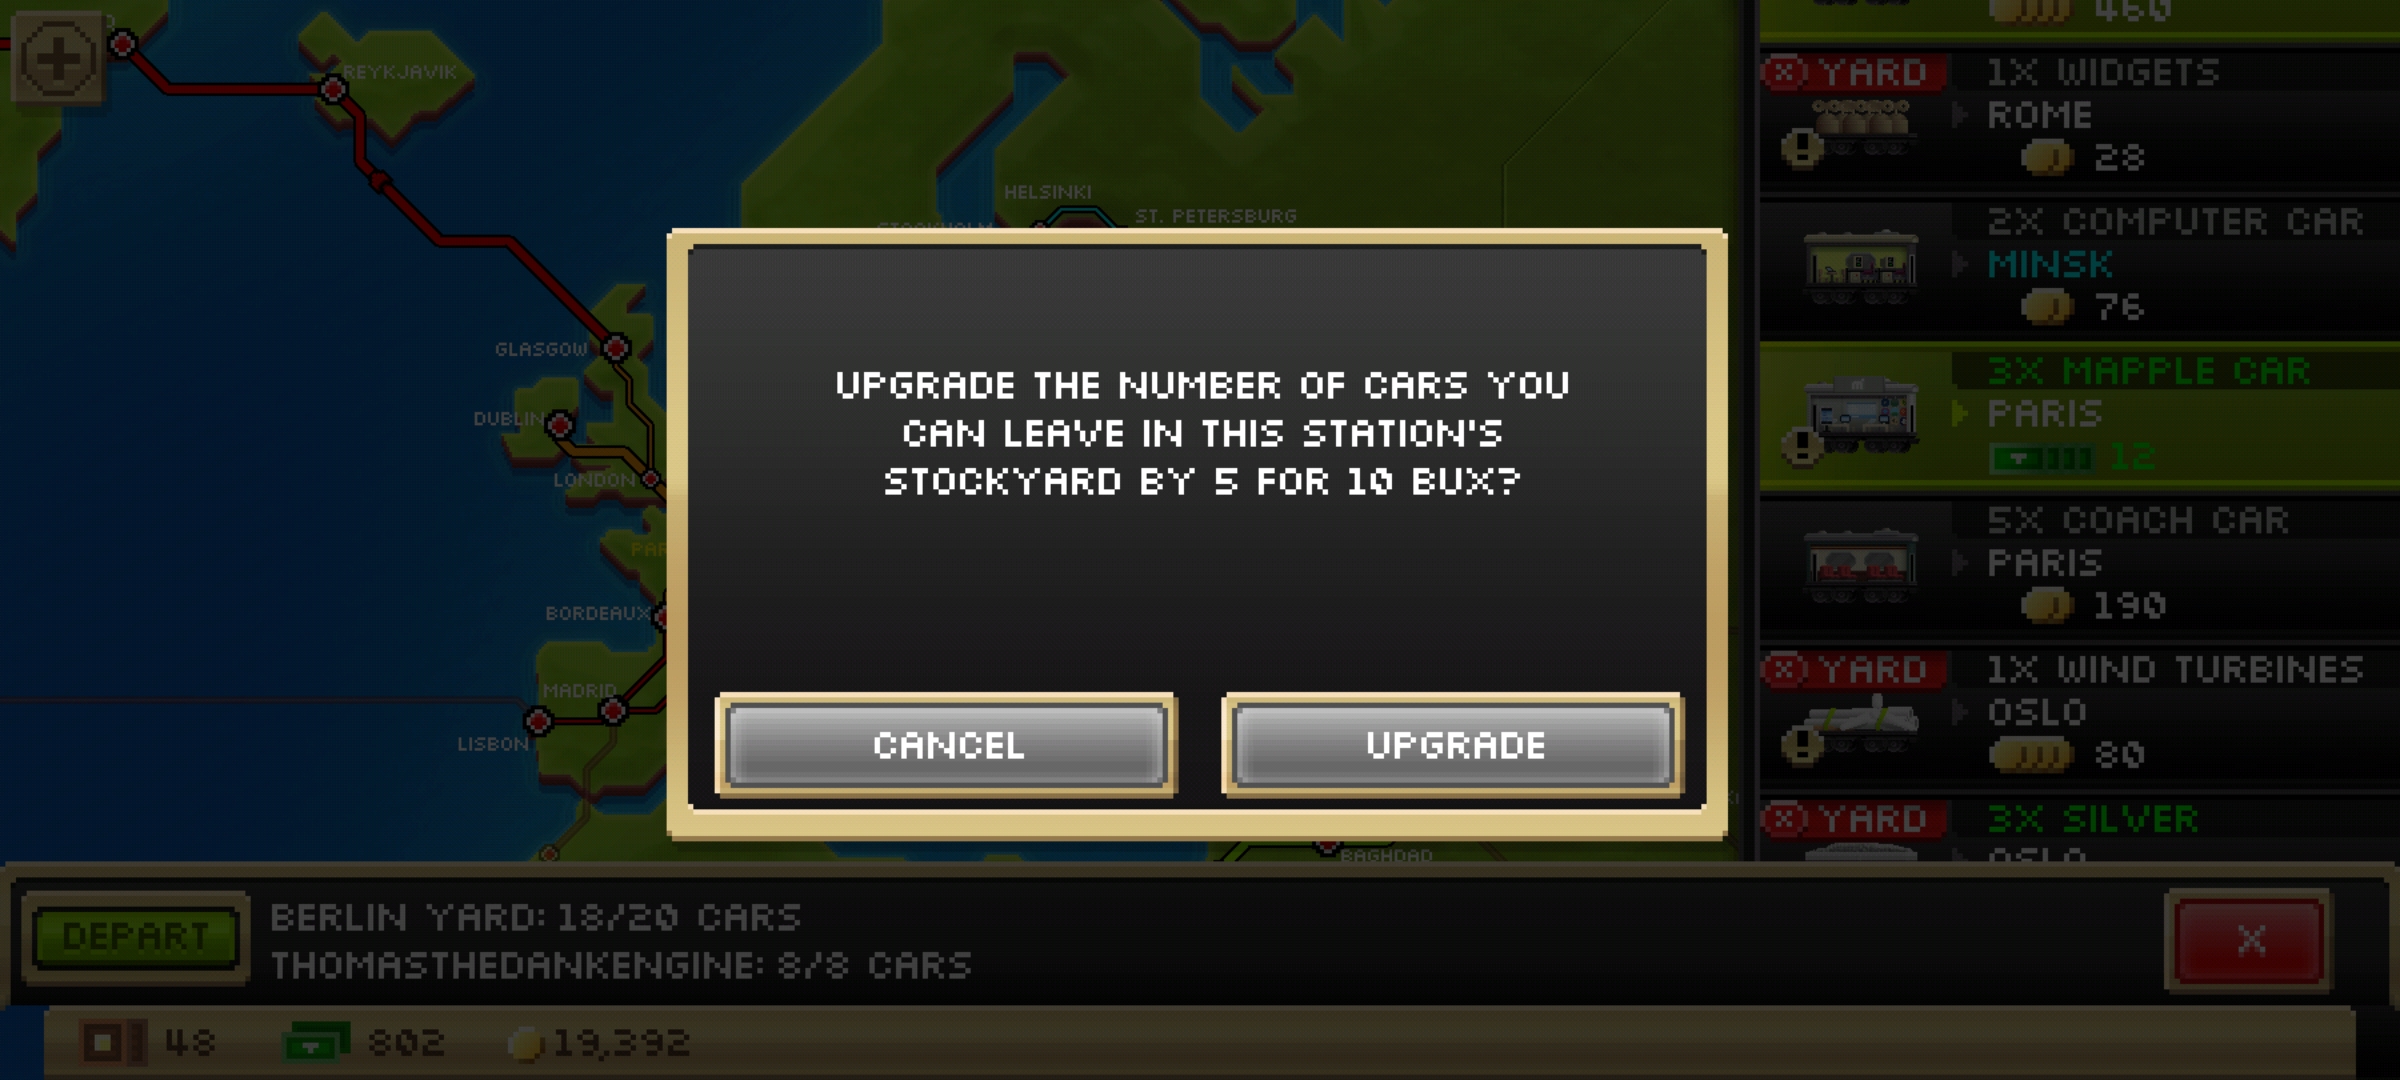 REYKJAVIK
HELSINKI
ST. PETERSBURG
STOCKHOLM
GLASGOW
DUBLIN
LONDON
BORDEAUX
MADRID
LISBON
BAGHDAD
UPGRADE THE NUMBER OF CARS YOU
CAN LEAVE IN THIS STATION'S
STOCKYARD BY 5 FOR 10 BUX?
CANCEL
UPGRADE
460
YARD
1X WIDGETS
ROME
28
2X COMPUTER CAR
MINSK
76
3X MAPPLE CAR
PARIS
12
5X COACH CAR
PARIS
190
YARD
1X WIND TURBINES
OSLO
80
YARD
3X SILVER
OSLO
DEPART
BERLIN YARD: 18/20 CARS
THOMASTHEDANKENGINE: 8/8 CARS
X
48
802
19,392